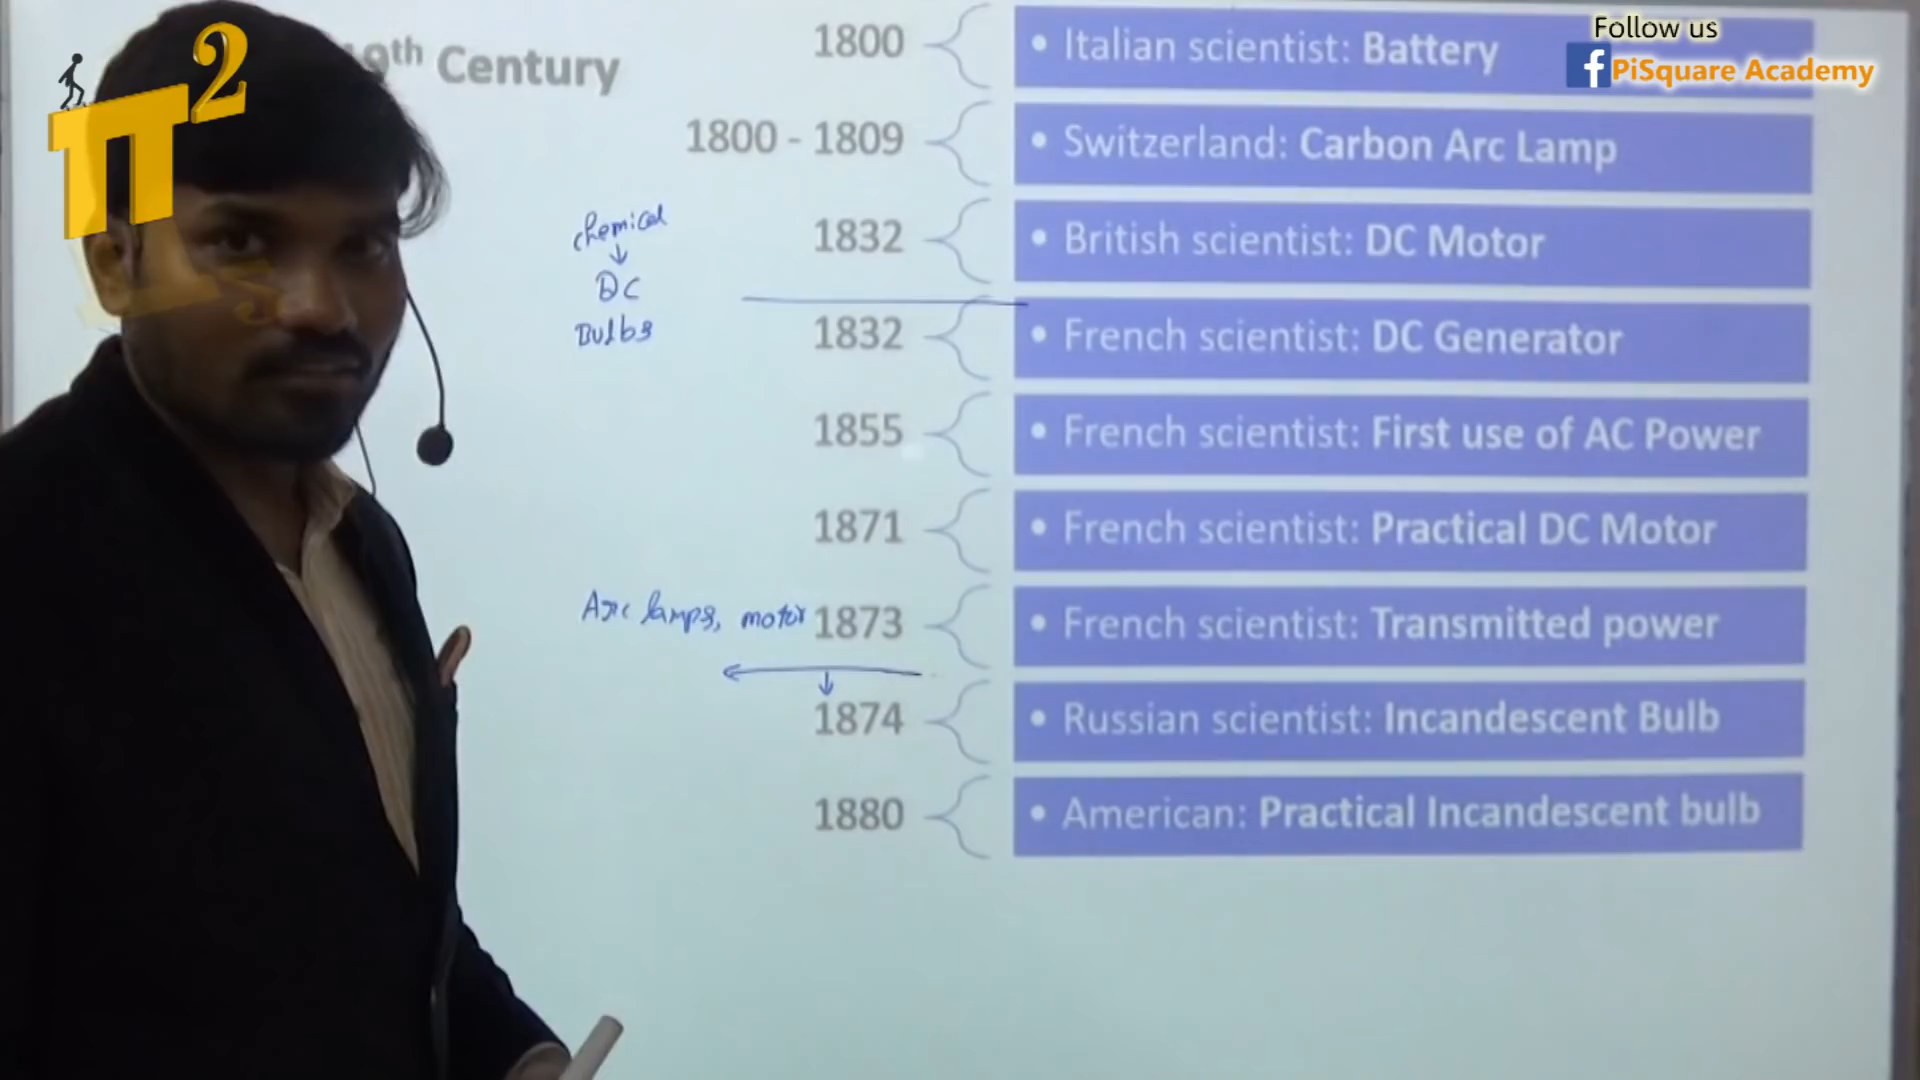 π2
9th Century
Follow us
f PiSquare Academy
1800
• Italian scientist: Battery
1800 - 1809
• Switzerland: Carbon Arc Lamp
1832
• British scientist: DC Motor
chemical
↓
DC
Bulbs
1832
• French scientist: DC Generator
1855
• French scientist: First use of AC Power
1871
• French scientist: Practical DC Motor
Arc lamps, motor
1873
• French scientist: Transmitted power
1874
• Russian scientist: Incandescent Bulb
1880
• American: Practical Incandescent bulb